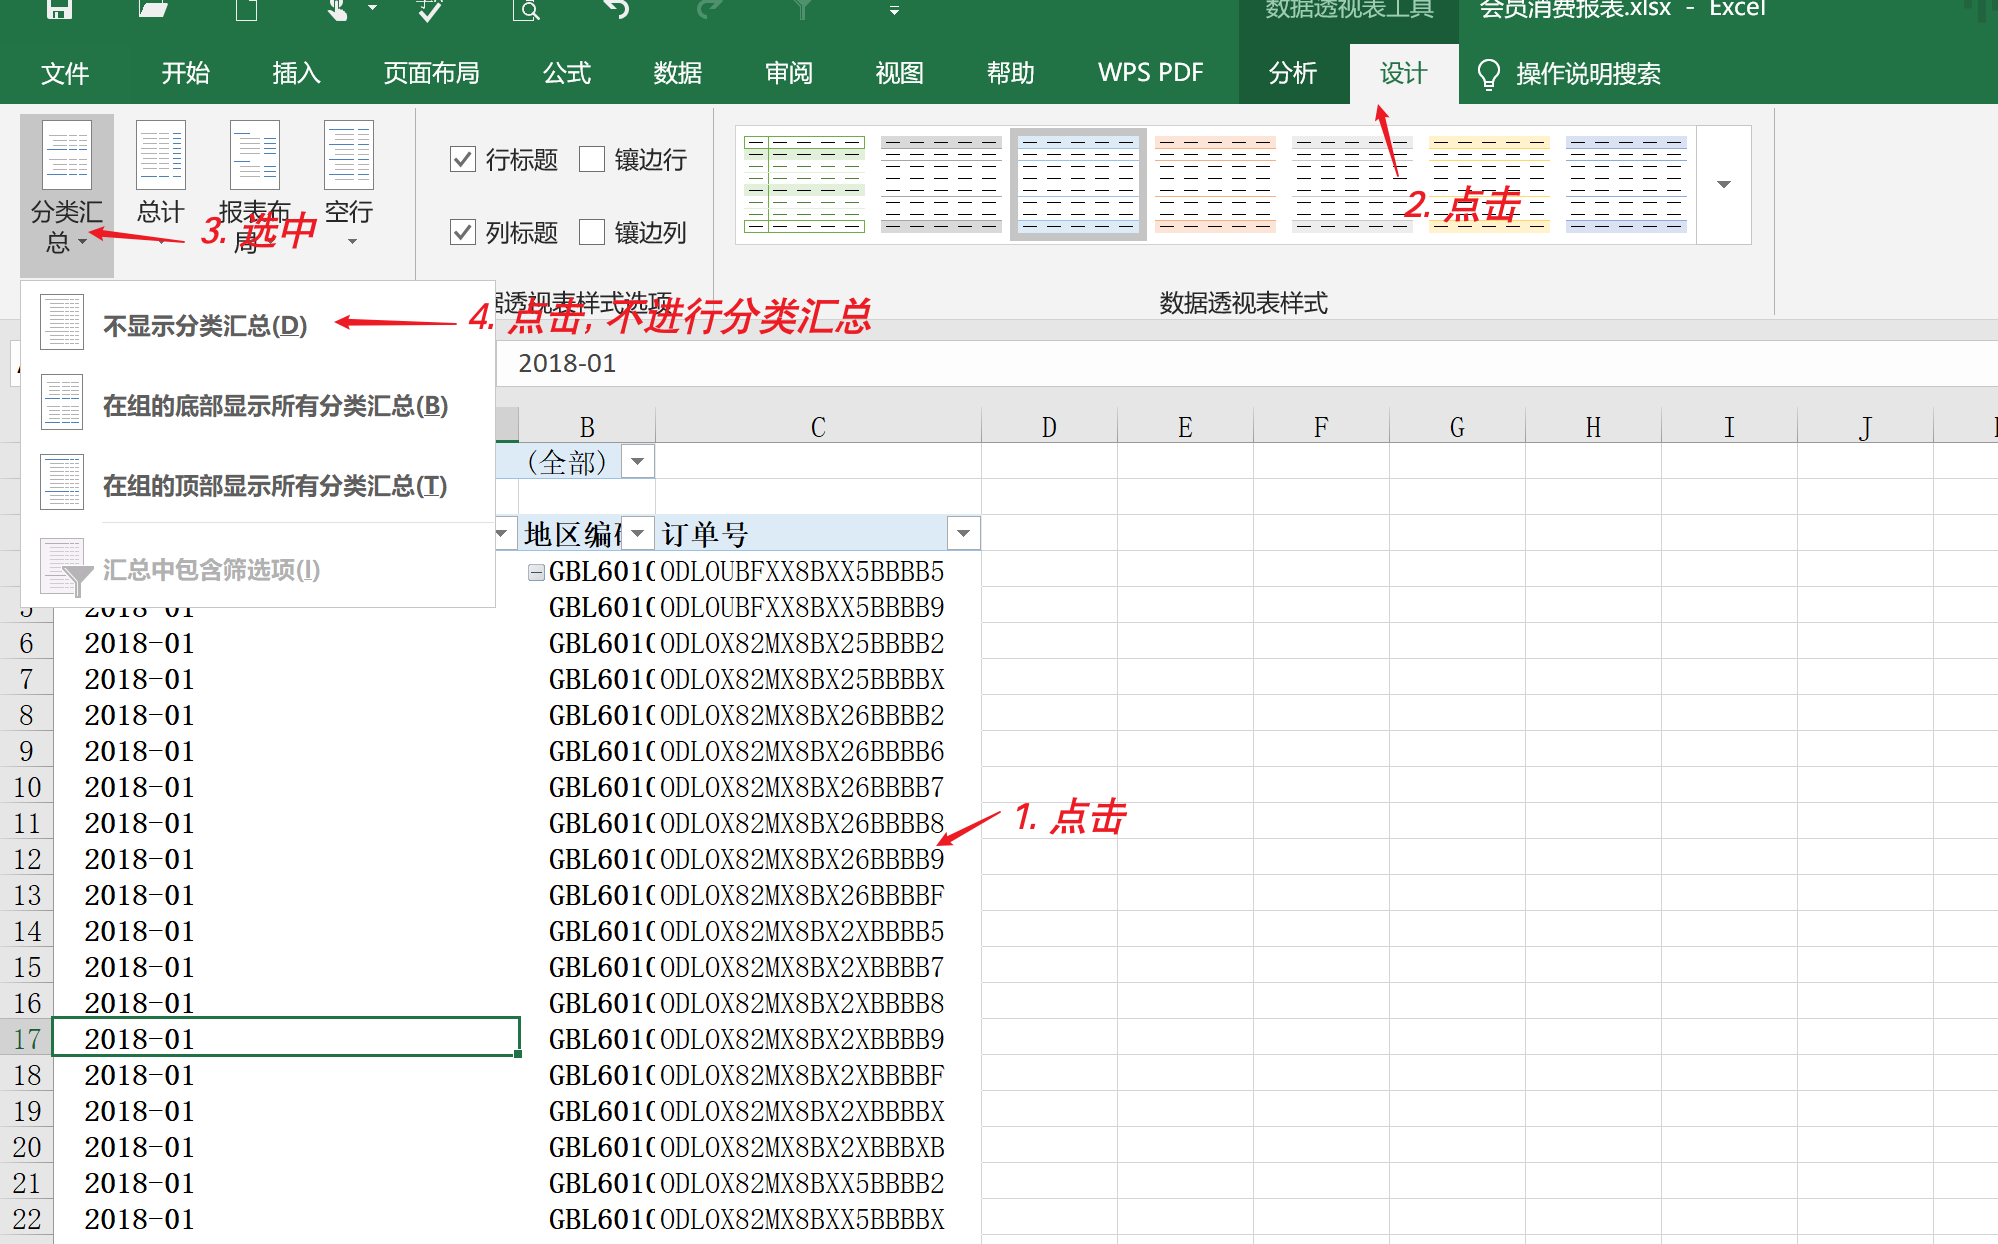 数据透视表工具 会员消费报表.xlsx - Excel
文件 开始 插入 页面布局 公式 数据 审阅 视图 帮助 WPS PDF 分析 设计 操作说明搜索
分类汇总 总计 报表布局 空行
行标题 镶边行
列标题 镶边列
2. 点击
3. 选中
据透视表样式选项
数据透视表样式
不显示分类汇总(D)
4. 点击, 不进行分类汇总
2018-01
在组的底部显示所有分类汇总(B)
在组的顶部显示所有分类汇总(T)
汇总中包含筛选项(I)
B C D E F G H I J
(全部)
地区编 订单号
GBL601 ODLOUBFXX8BXX5BBBB5
5 2018-01 GBL601 ODLOUBFXX8BXX5BBBB9
6 2018-01 GBL601 ODLOX82MX8BX25BBBB2
7 2018-01 GBL601 ODLOX82MX8BX25BBBBX
8 2018-01 GBL601 ODLOX82MX8BX26BBBB2
9 2018-01 GBL601 ODLOX82MX8BX26BBBB6
10 2018-01 GBL601 ODLOX82MX8BX26BBBB7
11 2018-01 GBL601 ODLOX82MX8BX26BBBB8
1. 点击
12 2018-01 GBL601 ODLOX82MX8BX26BBBB9
13 2018-01 GBL601 ODLOX82MX8BX26BBBBF
14 2018-01 GBL601 ODLOX82MX8BX2XBBBB5
15 2018-01 GBL601 ODLOX82MX8BX2XBBBB7
16 2018-01 GBL601 ODLOX82MX8BX2XBBBB8
17 2018-01 GBL601 ODLOX82MX8BX2XBBBB9
18 2018-01 GBL601 ODLOX82MX8BX2XBBBBF
19 2018-01 GBL601 ODLOX82MX8BX2XBBBBX
20 2018-01 GBL601 ODLOX82MX8BX2XBBBXB
21 2018-01 GBL601 ODLOX82MX8BXX5BBBB2
22 2018-01 GBL601 ODLOX82MX8BXX5BBBBX